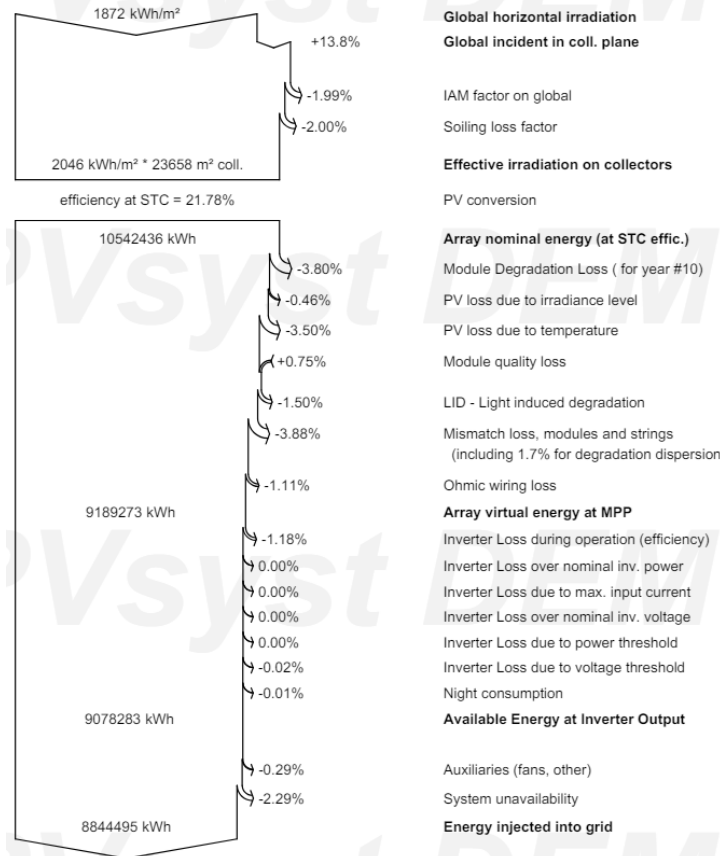 1872 kWh/m² Global horizontal irradiation
+13.8% Global incident in coll. plane
-1.99% IAM factor on global
-2.00% Soiling loss factor
2046 kWh/m² * 23658 m² coll. Effective irradiation on collectors
efficiency at STC = 21.78% PV conversion
10542436 kWh Array nominal energy (at STC effic.)
-3.80% Module Degradation Loss ( for year #10)
-0.46% PV loss due to irradiance level
-3.50% PV loss due to temperature
+0.75% Module quality loss
-1.50% LID - Light induced degradation
-3.88% Mismatch loss, modules and strings
(including 1.7% for degradation dispersion
-1.11% Ohmic wiring loss
9189273 kWh Array virtual energy at MPP
-1.18% Inverter Loss during operation (efficiency)
0.00% Inverter Loss over nominal inv. power
0.00% Inverter Loss due to max. input current
0.00% Inverter Loss over nominal inv. voltage
0.00% Inverter Loss due to power threshold
-0.02% Inverter Loss due to voltage threshold
-0.01% Night consumption
9078283 kWh Available Energy at Inverter Output
-0.29% Auxiliaries (fans, other)
-2.29% System unavailability
8844495 kWh Energy injected into grid
PVsyst DEM
PVsyst DEM